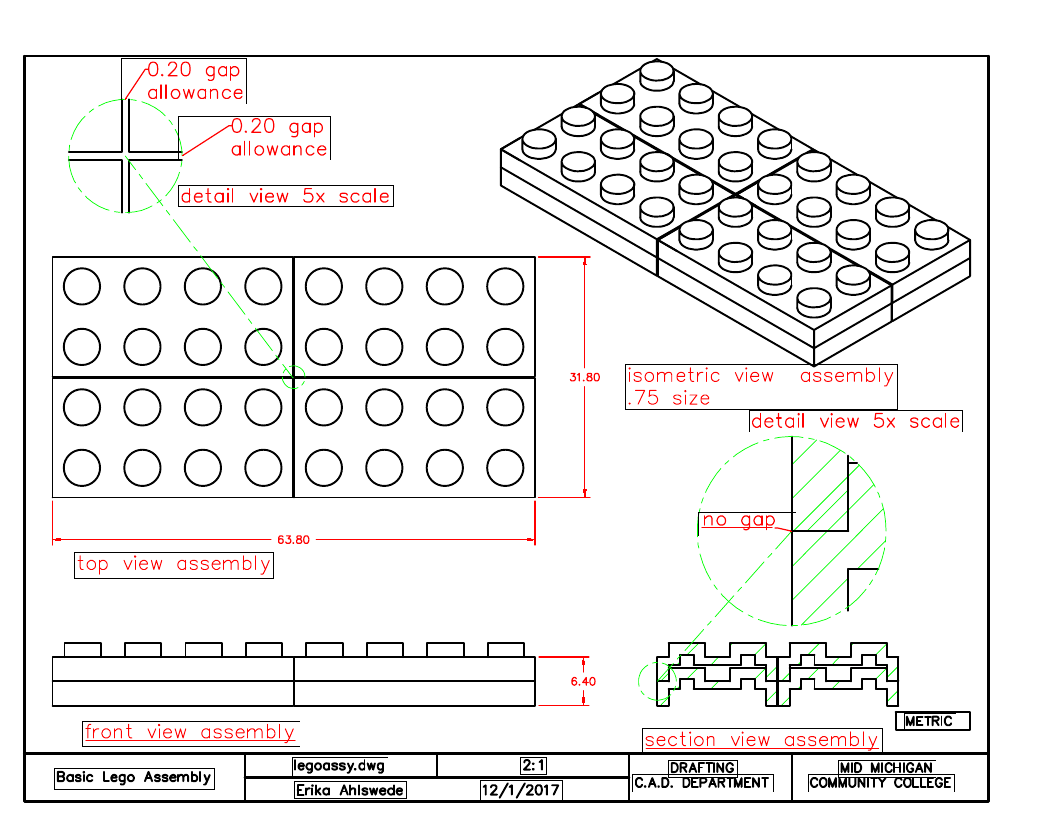 0.20 gap
allowance
0.20 gap
allowance
detail view 5x scale
31.80
isometric view assembly
.75 size
detail view 5x scale
no gap
63.80
top view assembly
6.40
front view assembly
METRIC
section view assembly
Basic Lego Assembly
legoassy.dwg
2:1
Erika Ahlswede
12/1/2017
DRAFTING
C.A.D. DEPARTMENT
MID MICHIGAN
COMMUNITY COLLEGE